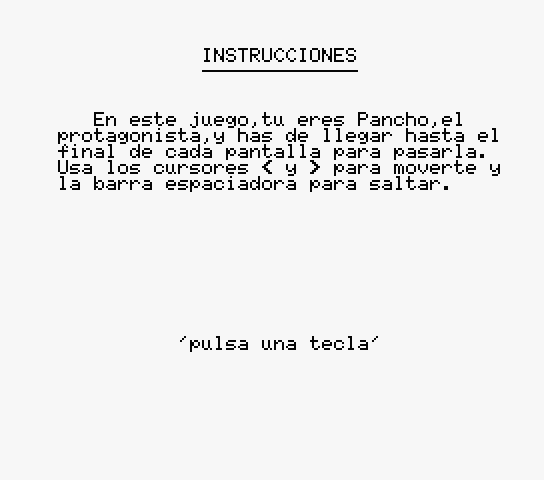 INSTRUCCIONES
En este juego,tu eres Pancho,el
protagonista,y has de llegar hasta el
final de cada pantalla para pasarla.
Usa los cursores < y > para moverte y
la barra espaciadora para saltar.
´pulsa una tecla´